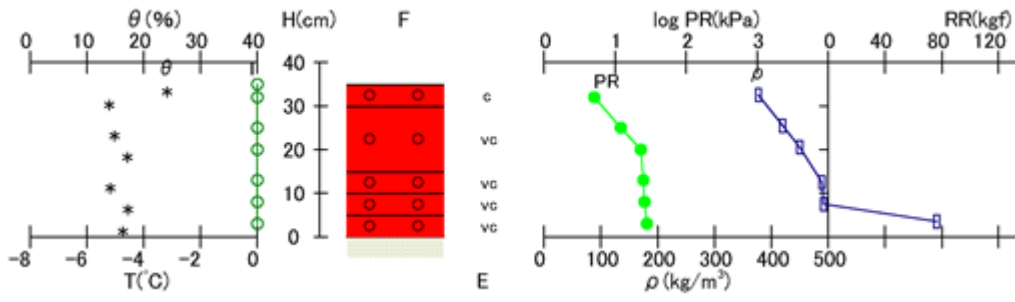 θ(%) H(cm) F log PR(kPa) RR(kgf)
0 10 20 30 40 0 1 2 3 0 40 80 120
θ 40 PR ρ
30 c
20 vc
10 vc
vc
0 vc
-8 -6 -4 -2 0 0 100 200 300 400 500
T(°C) E ρ(kg/m³)